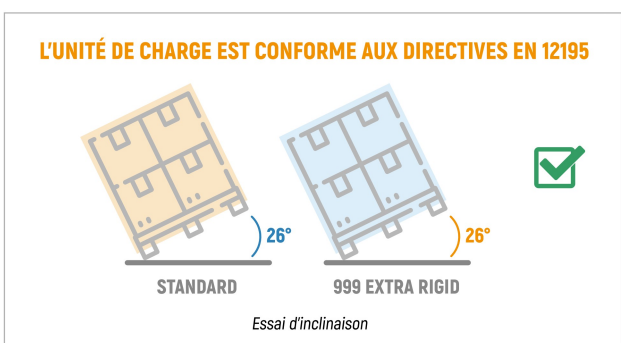 L'UNITÉ DE CHARGE EST CONFORME AUX DIRECTIVES EN 12195
26°
26°
STANDARD
999 EXTRA RIGID
Essai d'inclinaison